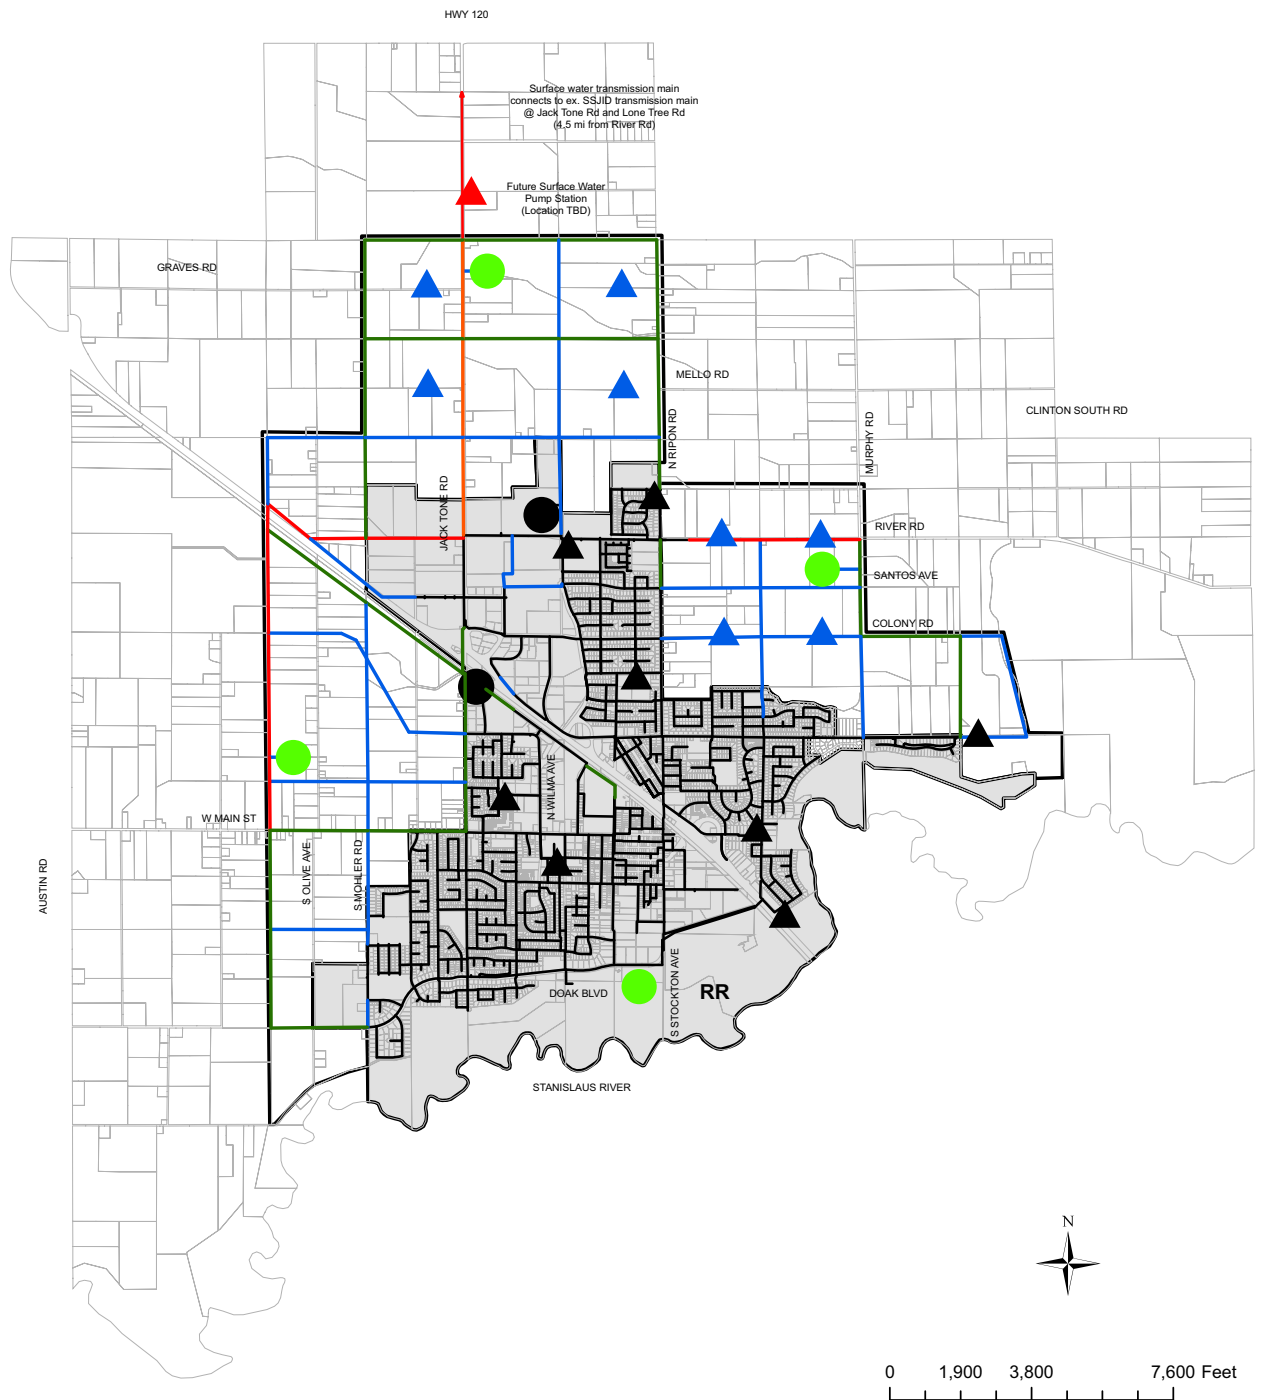 HWY 120
Surface water transmission main
connects to ex. SSJID transmission main
@ Jack Tone Rd and Lone Tree Rd
(4.5 mi from River Rd)
Future Surface Water
Pump Station
(Location TBD)
GRAVES RD
MELLO RD
CLINTON SOUTH RD
N RIPON RD
MURPHY RD
JACK TONE RD
RIVER RD
SANTOS AVE
COLONY RD
N WILMA AVE
W MAIN ST
AUSTIN RD
S OLIVE AVE
S MOHLER RD
S STOCKTON AVE
DOAK BLVD
RR
STANISLAUS RIVER
N
0 1,900 3,800 7,600 Feet